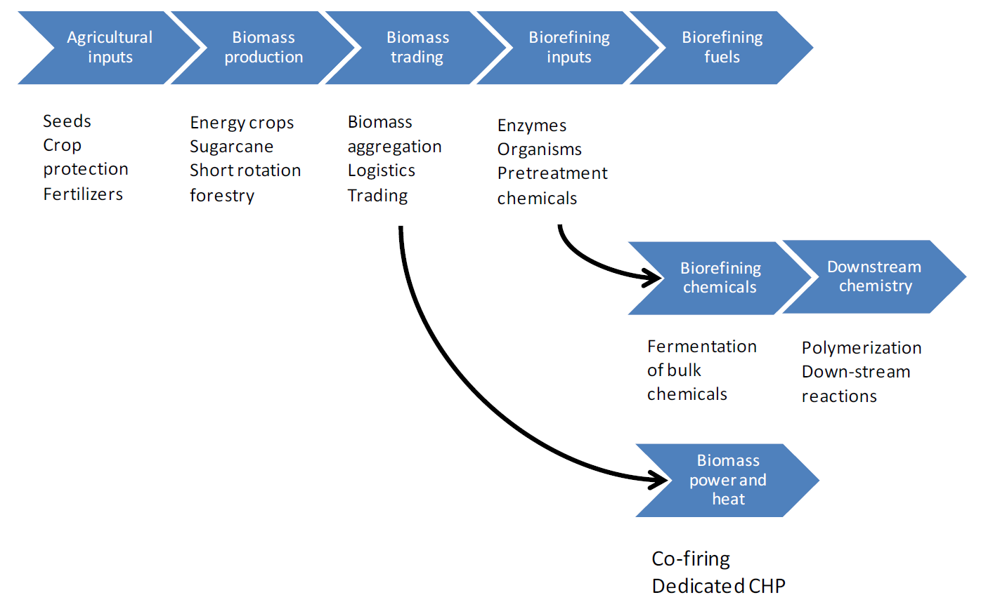 Agricultural
inputs
Biomass
production
Biomass
trading
Biorefining
inputs
Biorefining
fuels
Seeds
Crop
protection
Fertilizers
Energy crops
Sugarcane
Short rotation
forestry
Biomass
aggregation
Logistics
Trading
Enzymes
Organisms
Pretreatment
chemicals
Biorefining
chemicals
Downstream
chemistry
Fermentation
of bulk
chemicals
Polymerization
Down-stream
reactions
Biomass
power and
heat
Co-firing
Dedicated CHP